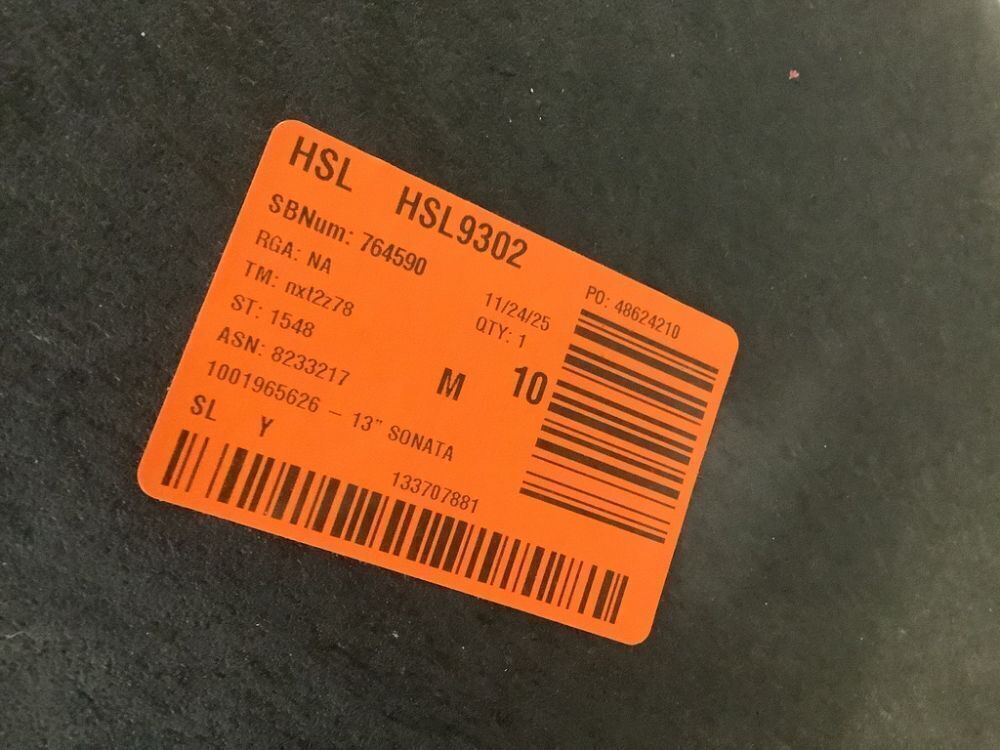 HSL HSL9302
SBNum: 764590
RGA: NA
TM: nxt2z78
ST: 1548
ASN: 8233217
1001965626 – 13” SONATA
SL Y
133707881
11/24/25
QTY: 1
M 10
PO: 48624210